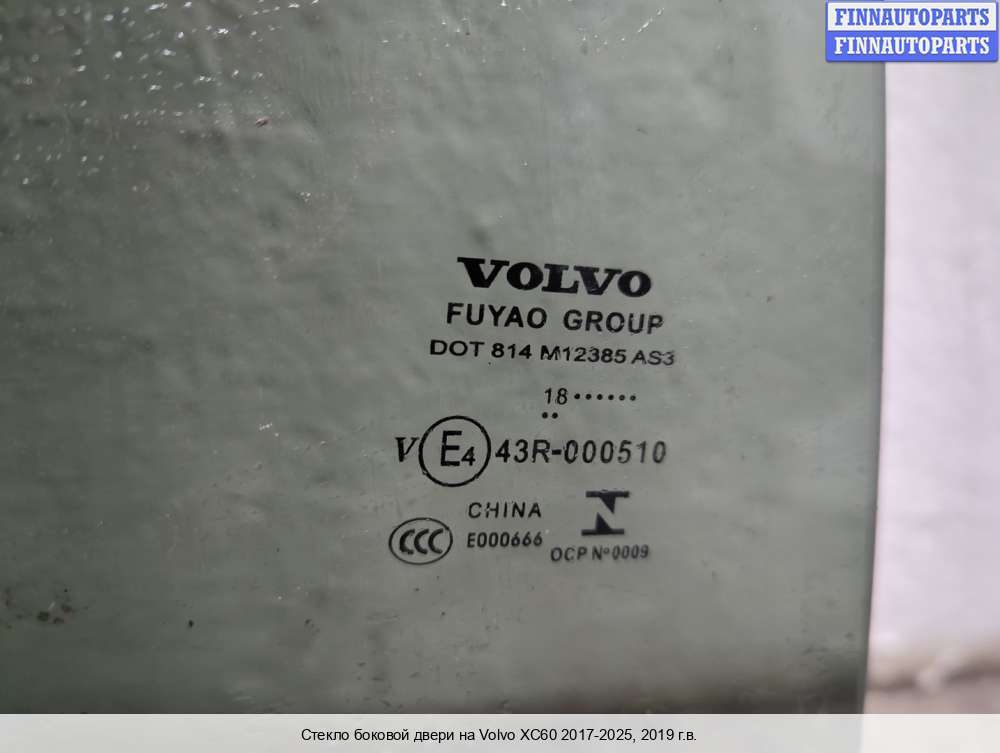 FINNAUTOPARTS
FINNAUTOPARTS
VOLVO
FUYAO GROUP
DOT 814 M12385 AS3
18••••••
••
V E4 43R-000510
CHINA
CCC E000666
OCP Nº0009
Стекло боковой двери на Volvo XC60 2017-2025, 2019 г.в.